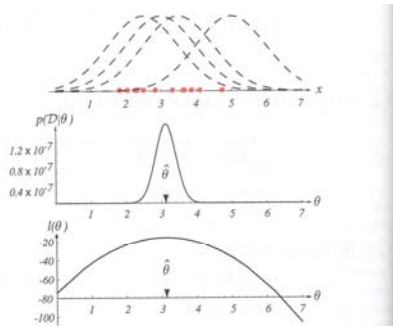 1 2 3 4 5 6 7 x
p(D|θ)
1.2 x 10⁻⁷
0.8 x 10⁻⁷
0.4 x 10⁻⁷
θ̂
1 2 3 4 5 6 7 θ
l(θ)
-20
-40
-60
θ̂
-80
1 2 3 4 5 6 7 θ
-100